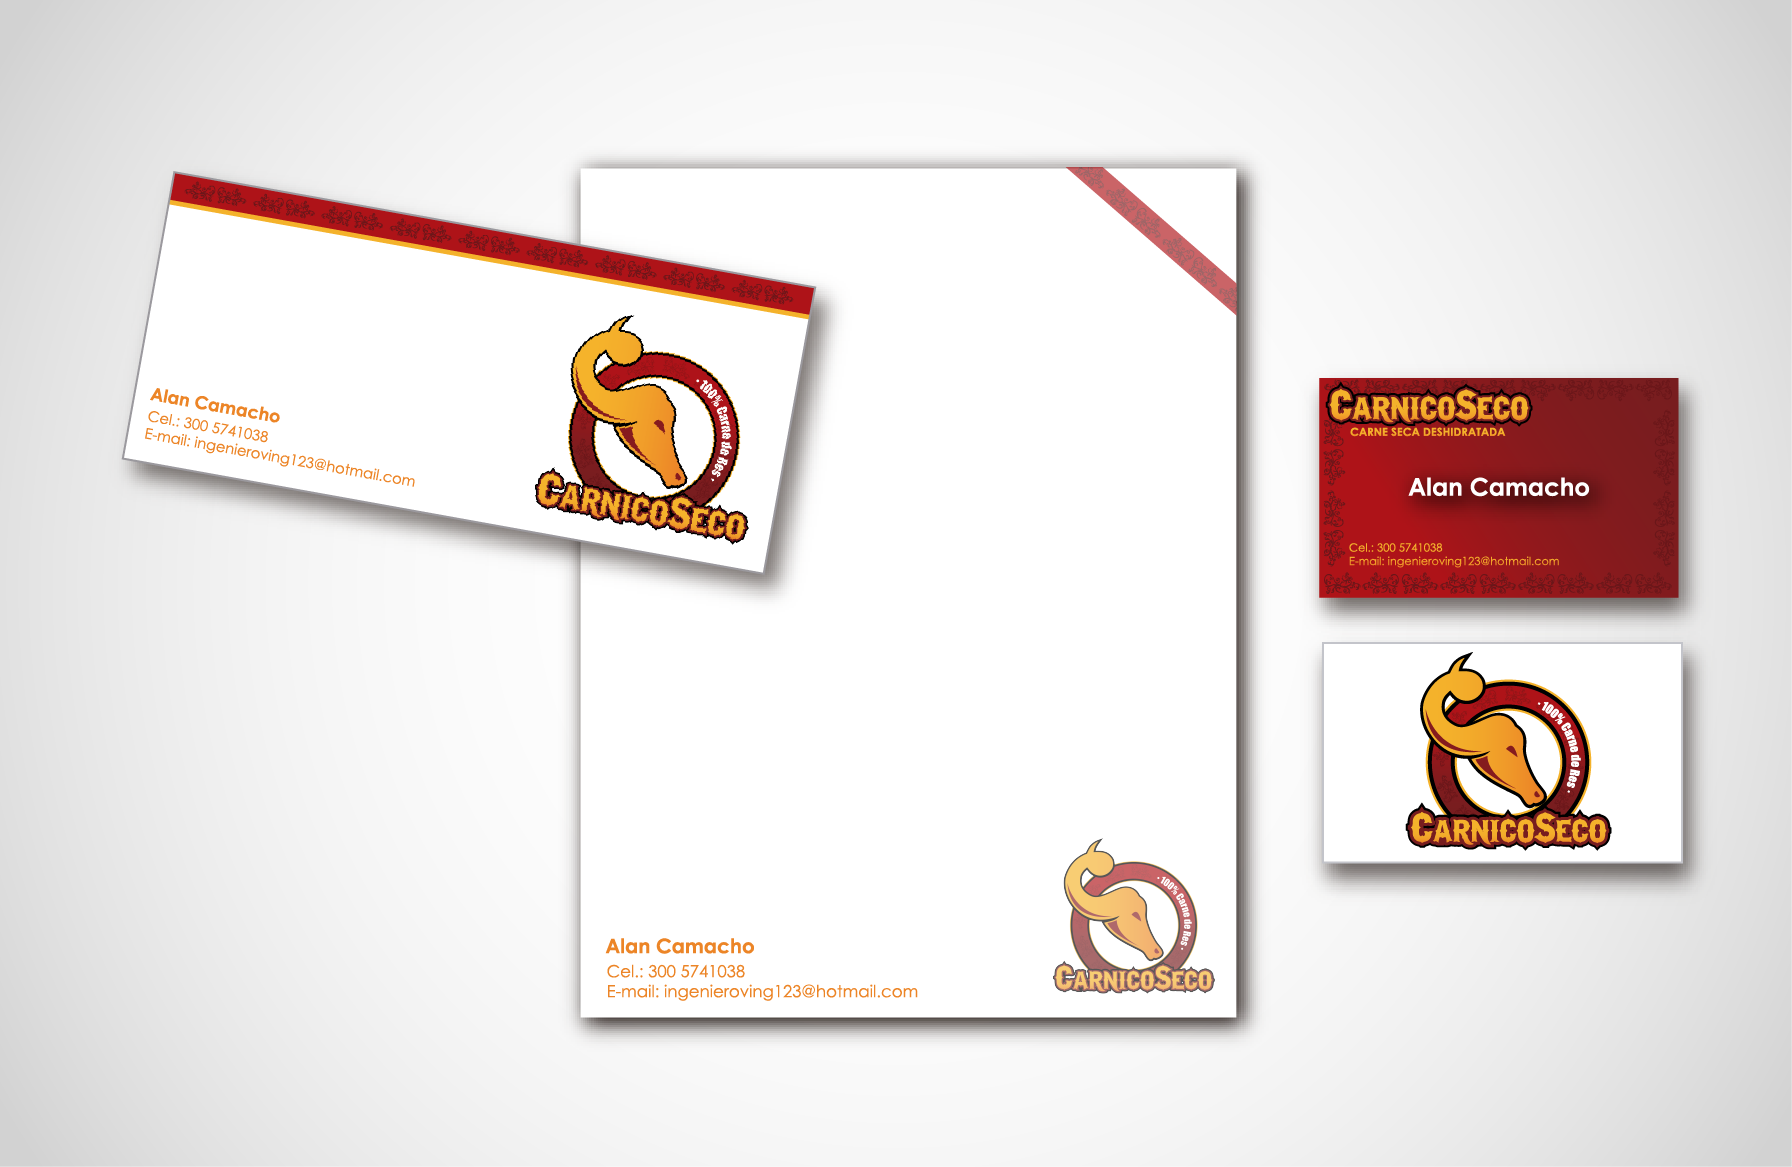 Alan Camacho
Cel.: 300 5741038
E-mail: ingenieroving123@hotmail.com
· 100% Carne de Res ·
CARNICOSECO
Alan Camacho
Cel.: 300 5741038
E-mail: ingenieroving123@hotmail.com
· 100% Carne de Res ·
CARNICOSECO
CARNICOSECO
CARNE SECA DESHIDRATADA
Alan Camacho
Cel.: 300 5741038
E-mail: ingenieroving123@hotmail.com
· 100% Carne de Res ·
CARNICOSECO